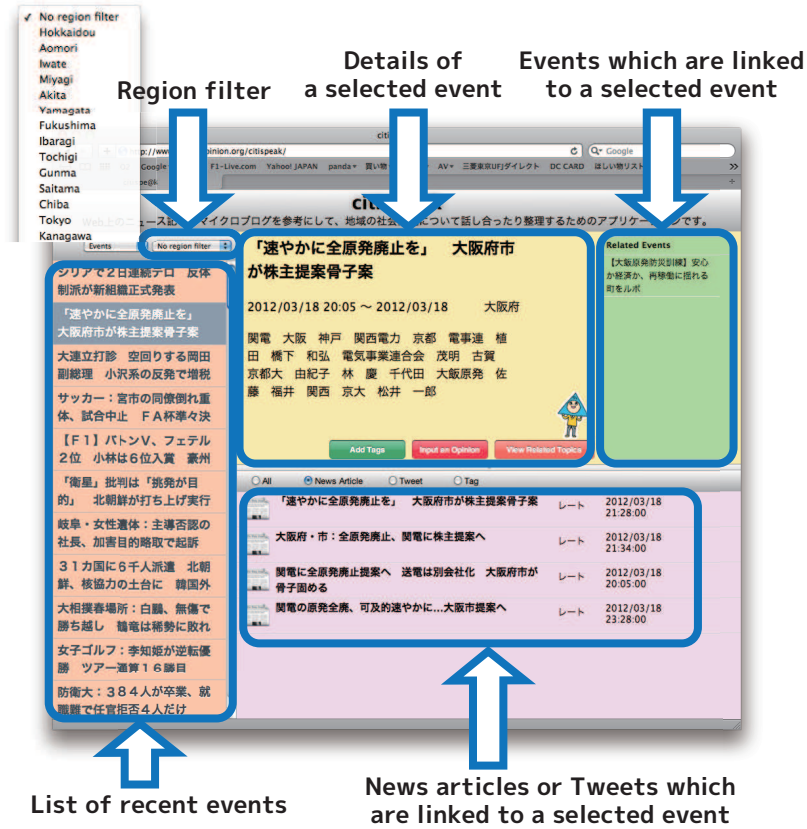 ✓ No region filter
Hokkaidou
Aomori
Iwate
Miyagi
Akita
Yamagata
Fukushima
Ibaragi
Tochigi
Gunma
Saitama
Chiba
Tokyo
Kanagawa
Region filter
Details of
a selected event
Events which are linked
to a selected event
pinion.org/citispeak/
Google
Google
F1-Live.com Yahoo! JAPAN panda 買い物 AV 三菱東京UFJダイレクト DC CARD ほしい物リスト
Web上のニュース記 マイクロブログを参考にして、地域の社会 について話し合ったり整理するためのアプリケー ンです。
Events No region filter
シリアで2日連続テロ 反体
制派が新組織正式発表
「速やかに全原発廃止を」
大阪府市が株主提案骨子案
大連立打診 空回りする岡田
副総理 小沢系の反発で増税
サッカー：宮市の同僚倒れ重
体、試合中止 ＦＡ杯準々決
【Ｆ１】バトンＶ、フェテル
２位 小林は６位入賞 豪州
「衛星」批判は「挑発が目
的」 北朝鮮が打ち上げ実行
岐阜・女性遺体：主導否認の
社長、加害目的略取で起訴
３１カ国に６千人派遣 北朝
鮮、核協力の土台に 韓国外
大相撲春場所：白鵬、無傷で
勝ち越し 鶴竜は稀勢に敗れ
女子ゴルフ：李知姫が逆転優
勝 ツアー通算１６勝目
防衛大：３８４人が卒業、就
職難で任官拒否４人だけ
「速やかに全原発廃止を」 大阪府市
が株主提案骨子案
2012/03/18 20:05 ～ 2012/03/18 大阪府
関電 大阪 神戸 関西電力 京都 電事連 植
田 橋下 和弘 電気事業連合会 茂明 古賀
京都大 由紀子 林 慶 千代田 大飯原発 佐
藤 福井 関西 京大 松井 一郎
Add Tags Input an Opinion View Related Topics
Related Events
【大飯原発防災訓練】安心
か経済か、再稼働に揺れる
町をルポ
All News Article Tweet Tag
「速やかに全原発廃止を」 大阪府市が株主提案骨子案 レート 2012/03/18
21:28:00
大阪府・市：全原発廃止、関電に株主提案へ レート 2012/03/18
21:34:00
関電に全原発廃止提案へ 送電は別会社化 大阪府市が
骨子固める レート 2012/03/18
20:05:00
関電の原発全廃、可及的速やかに…大阪市提案へ レート 2012/03/18
23:28:00
List of recent events
News articles or Tweets which
are linked to a selected event